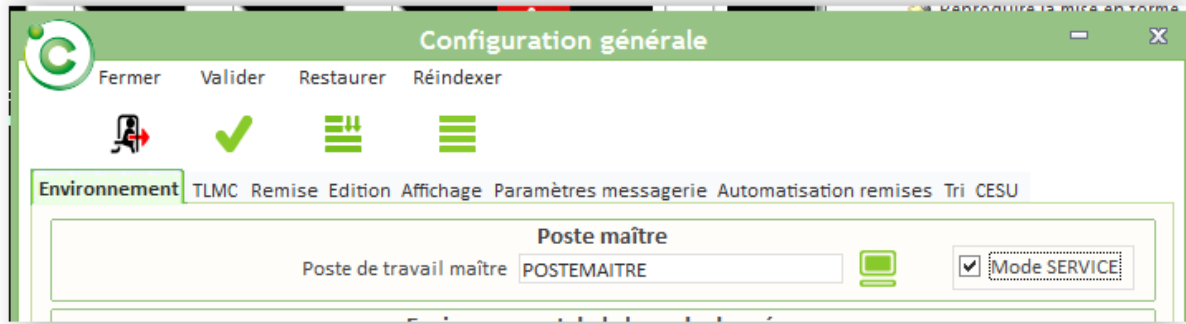 Reproduire la mise en forme
Configuration générale
Fermer Valider Restaurer Réindexer
Environnement TLMC Remise Edition Affichage Paramètres messagerie Automatisation remises Tri CESU
Poste maître
Poste de travail maître POSTEMAITRE Mode SERVICE